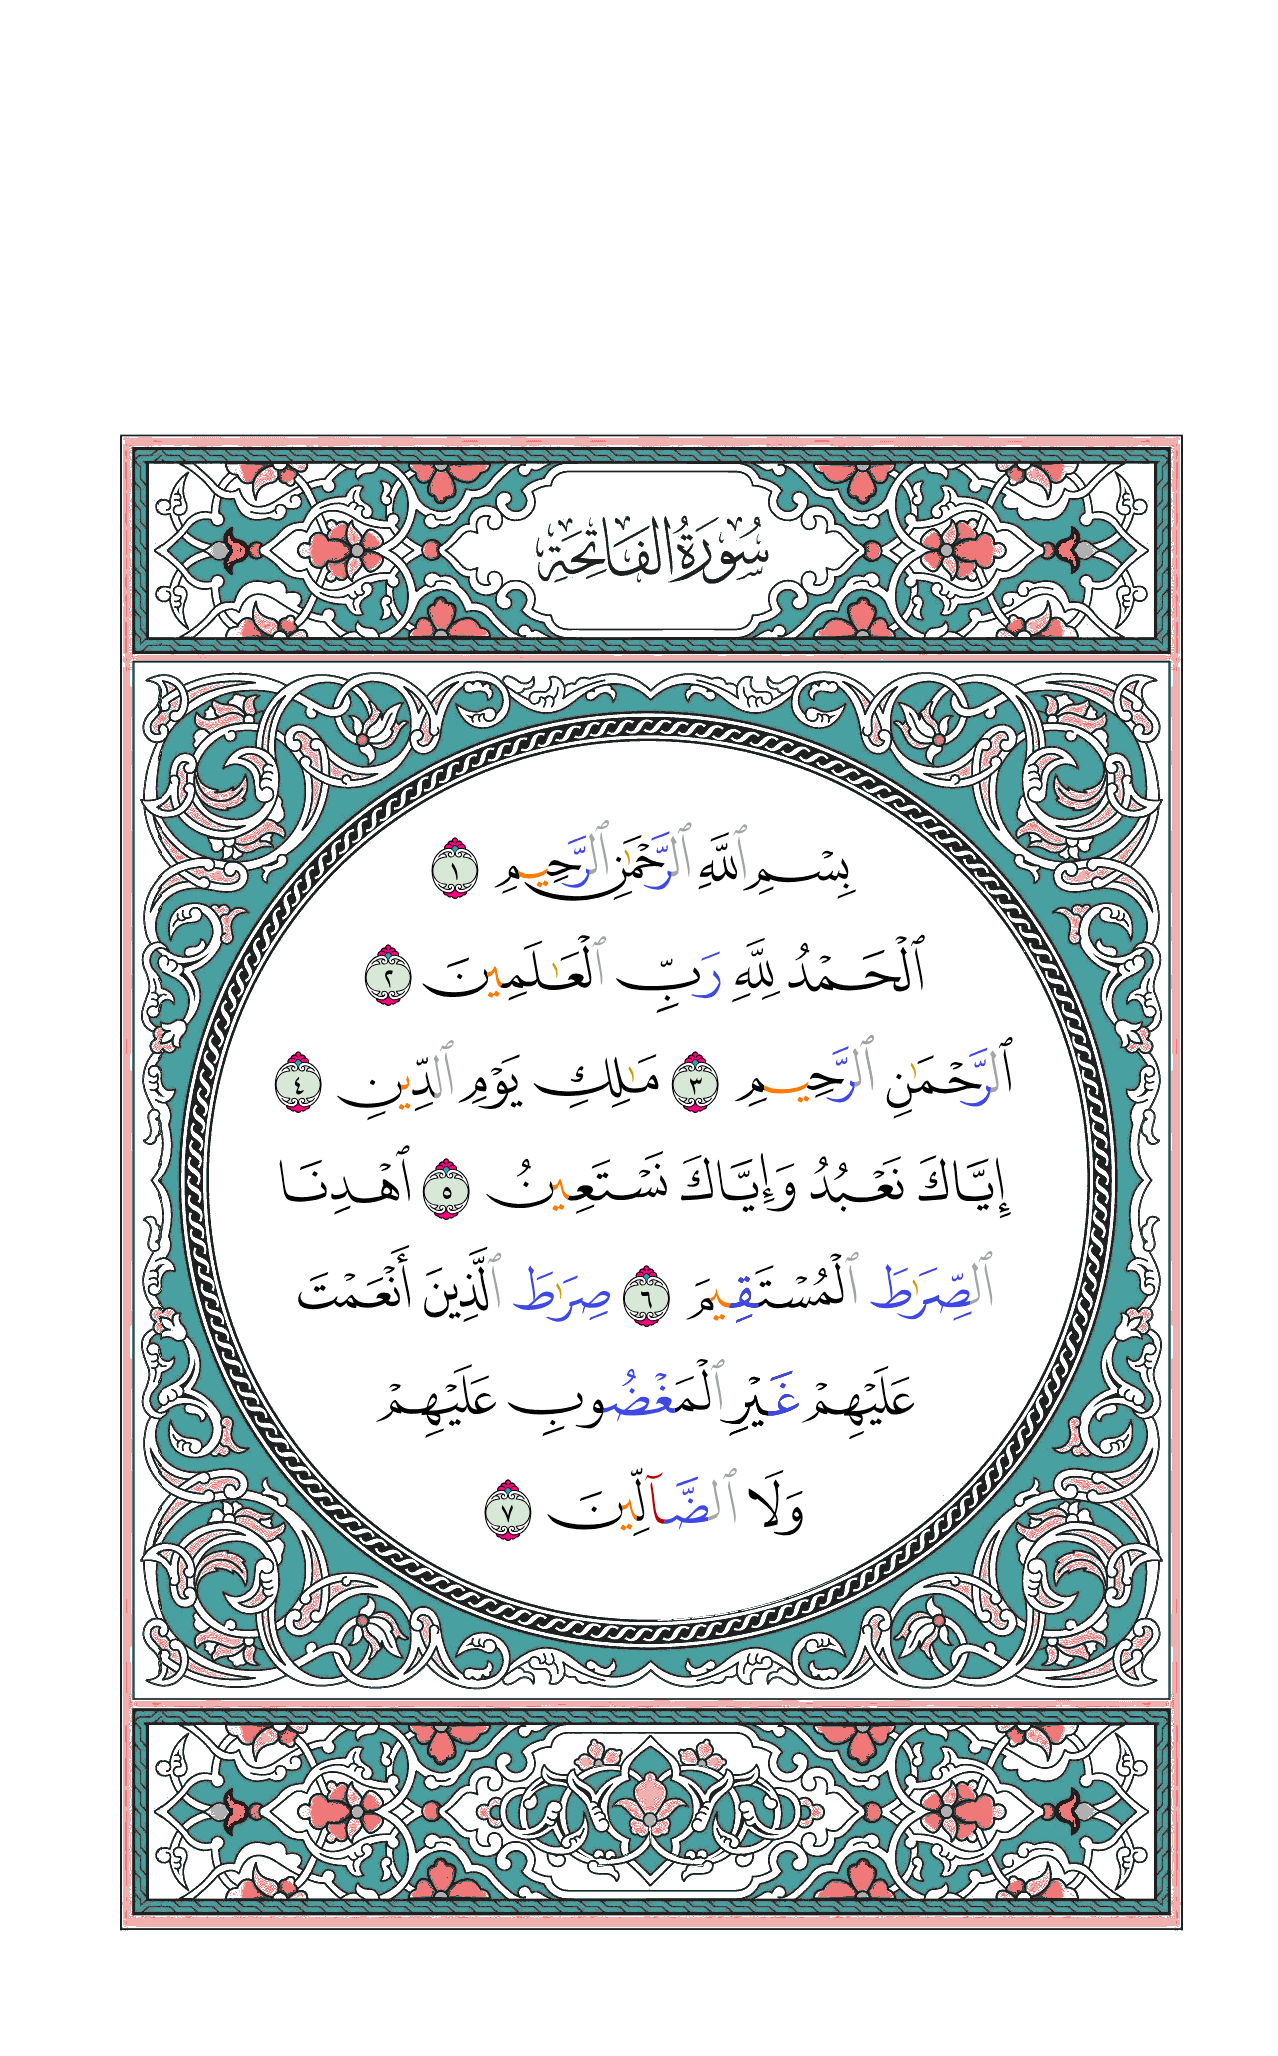 سُورَةُ الفَاتِحَةِ
بِسْمِ ٱللَّهِ ٱلرَّحْمَٰنِ ٱلرَّحِيمِ ١
ٱلْحَمْدُ لِلَّهِ رَبِّ ٱلْعَٰلَمِينَ ٢
ٱلرَّحْمَٰنِ ٱلرَّحِيمِ ٣ مَٰلِكِ يَوْمِ ٱلدِّينِ ٤
إِيَّاكَ نَعْبُدُ وَإِيَّاكَ نَسْتَعِينُ ٥ ٱهْدِنَا
ٱلصِّرَٰطَ ٱلْمُسْتَقِيمَ ٦ صِرَٰطَ ٱلَّذِينَ أَنْعَمْتَ
عَلَيْهِمْ غَيْرِ ٱلْمَغْضُوبِ عَلَيْهِمْ
وَلَا ٱلضَّآلِّينَ ٧